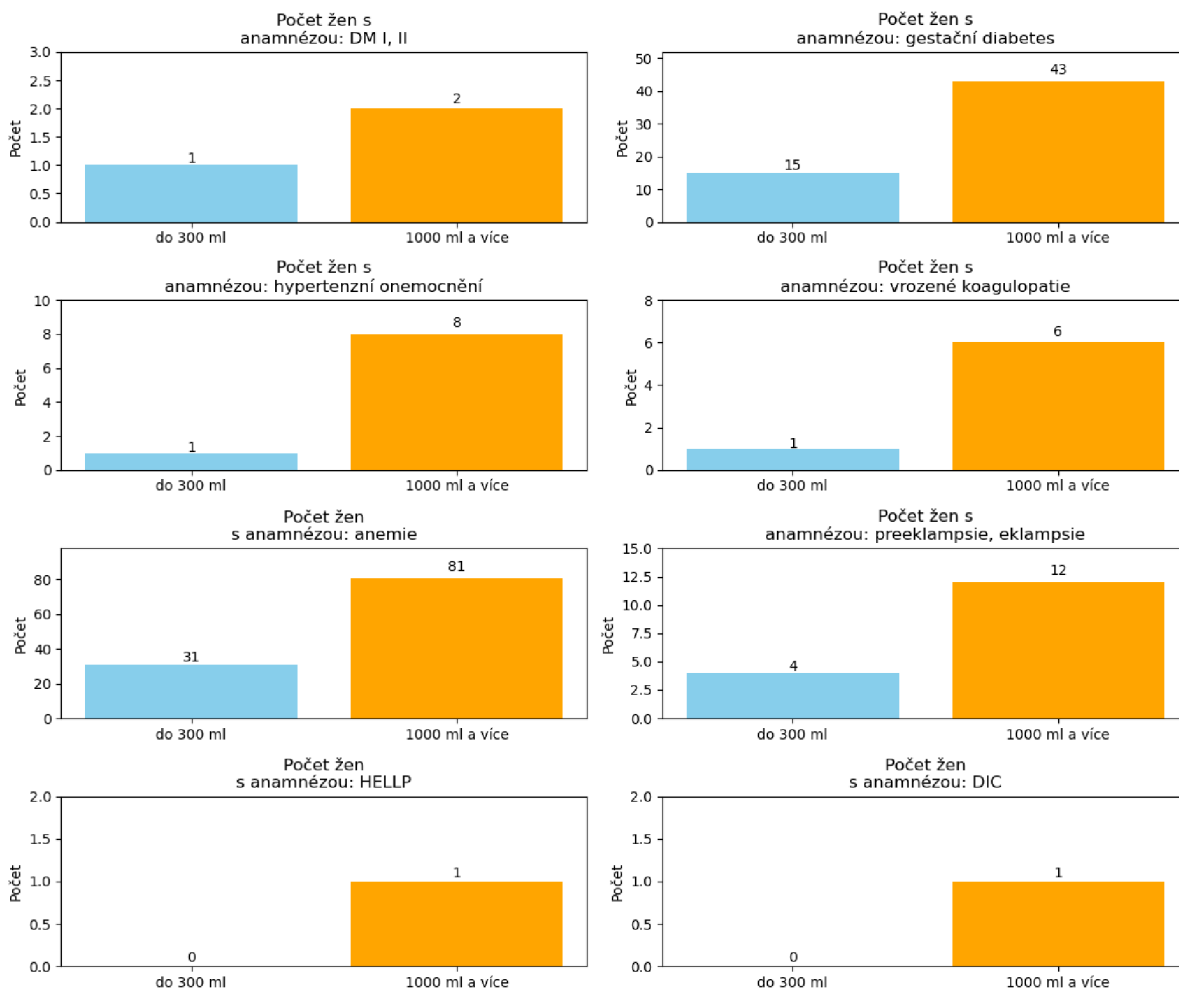 Počet žen s
anamnézou: DM I, II
3.0
2.5
2.0
1.5
1.0
0.5
0.0
Počet
1
2
do 300 ml
1000 ml a více
Počet žen s
anamnézou: gestační diabetes
50
40
30
20
10
0
Počet
15
43
do 300 ml
1000 ml a více
Počet žen s
anamnézou: hypertenzní onemocnění
10
8
6
4
2
0
Počet
1
8
do 300 ml
1000 ml a více
Počet žen s
anamnézou: vrozené koagulopatie
8
6
4
2
0
Počet
1
6
do 300 ml
1000 ml a více
Počet žen
s anamnézou: anemie
80
60
40
20
0
Počet
31
81
do 300 ml
1000 ml a více
Počet žen s
anamnézou: preeklampsie, eklampsie
15.0
12.5
10.0
7.5
5.0
2.5
0.0
Počet
4
12
do 300 ml
1000 ml a více
Počet žen
s anamnézou: HELLP
2.0
1.5
1.0
0.5
0.0
Počet
0
1
do 300 ml
1000 ml a více
Počet žen
s anamnézou: DIC
2.0
1.5
1.0
0.5
0.0
Počet
0
1
do 300 ml
1000 ml a více